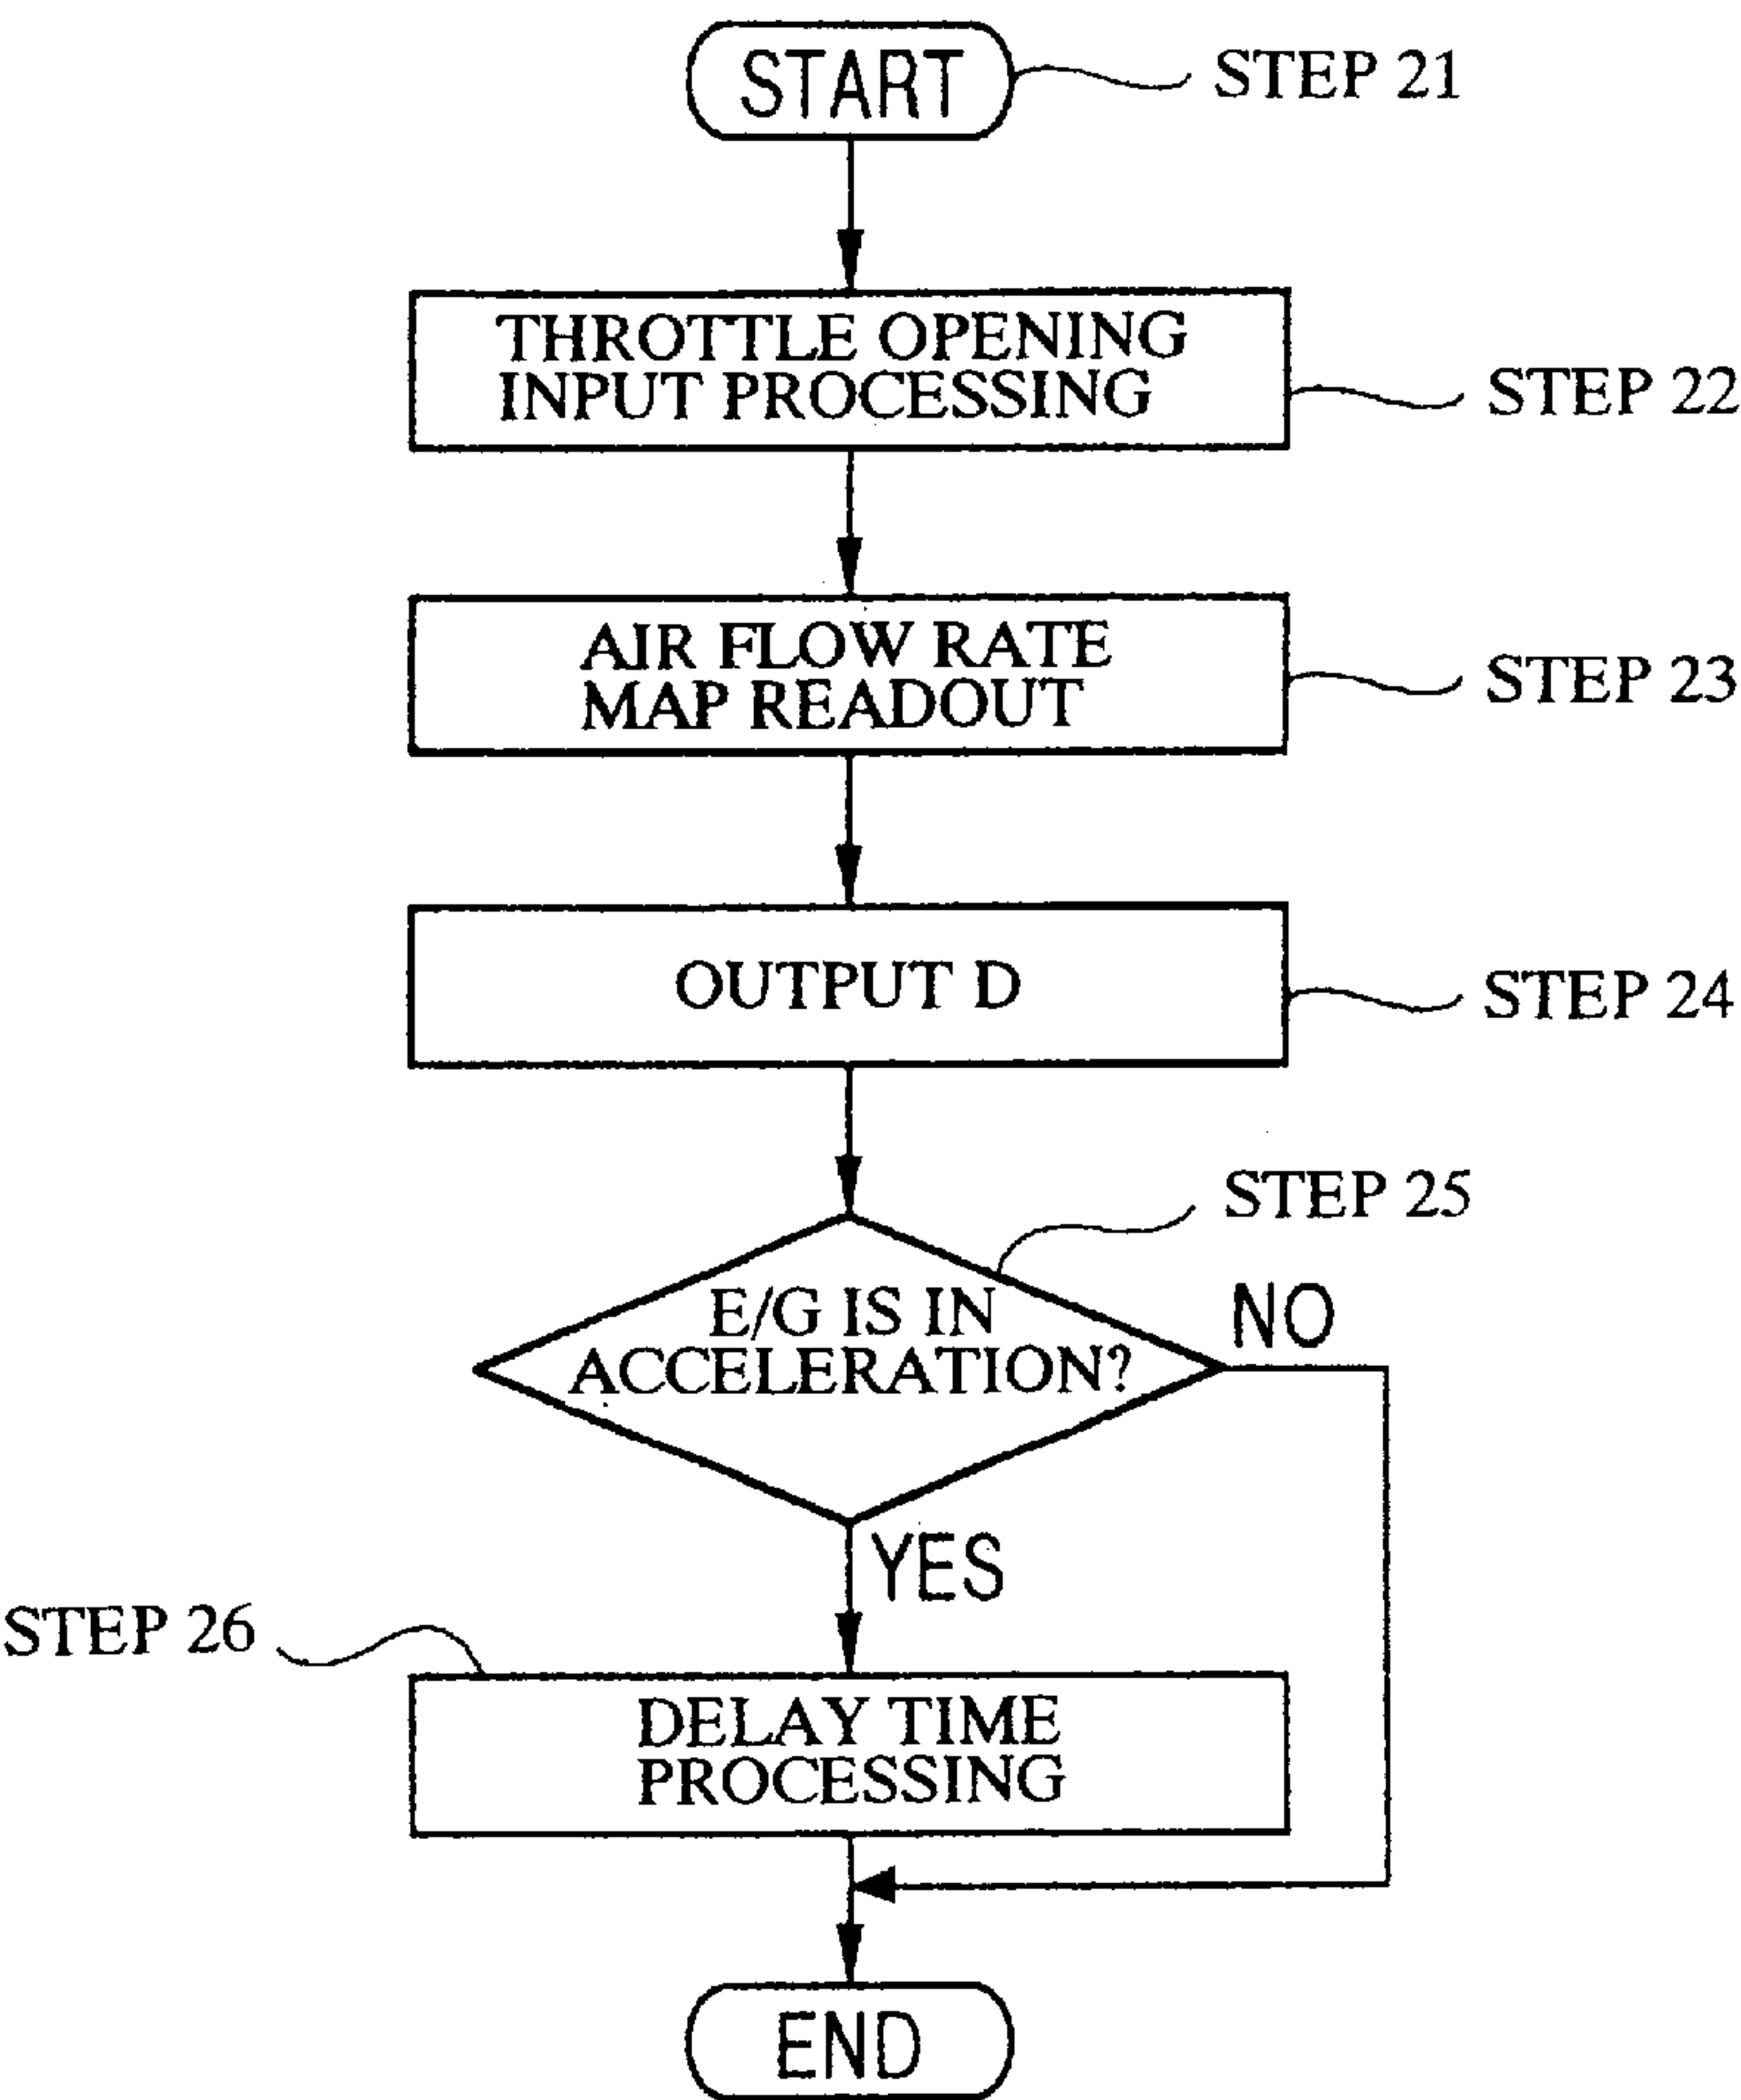 START
STEP 21
THROTTLE OPENING
INPUT PROCESSING
STEP 22
AIR FLOW RATE
MAP READOUT
STEP 23
OUTPUT D
STEP 24
STEP 25
E/G IS IN
ACCELERATION?
NO
YES
STEP 26
DELAY TIME
PROCESSING
END